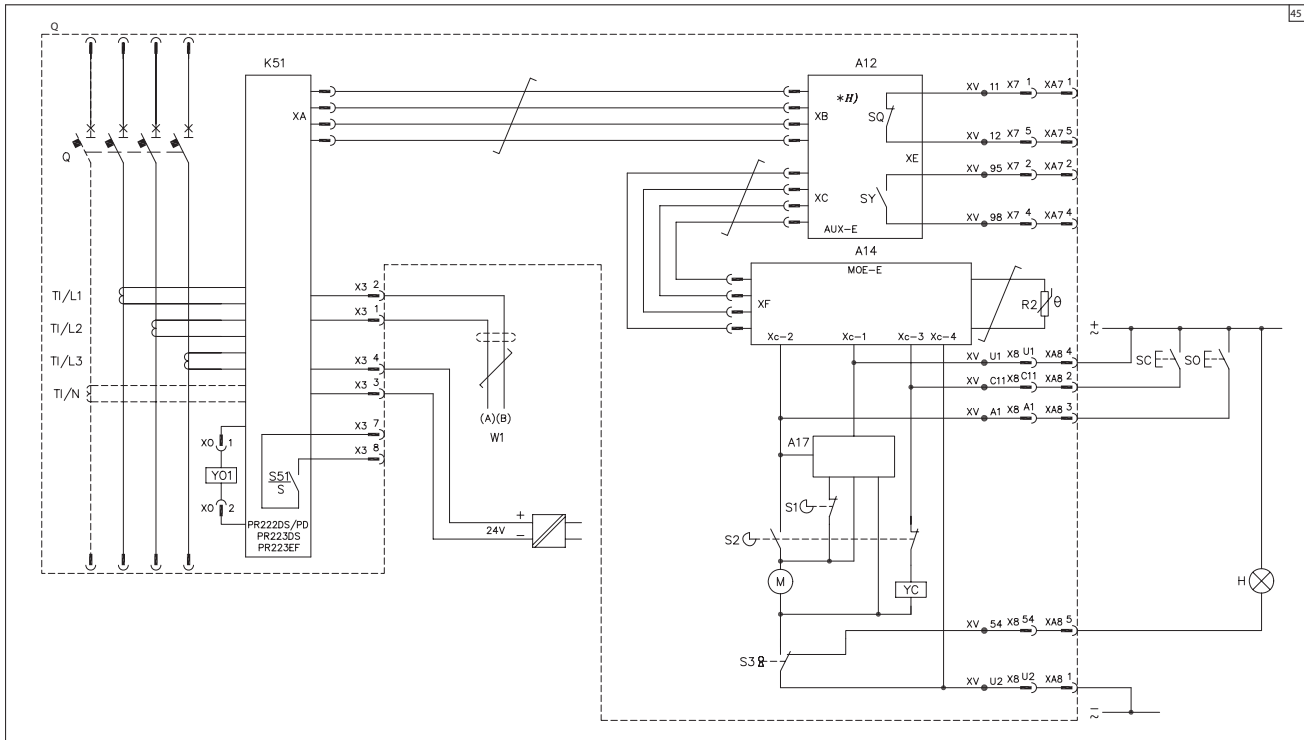 45
Q
K51
A12
XA
*H)
XB
SQ
XV 11 X7 1 XA7 1
XV 12 X7 5 XA7 5
XE
Q
XC
SY
XV 95 X7 2 XA7 2
XV 98 X7 4 XA7 4
AUX-E
A14
MOE-E
XF
R2 θ
TI/L1
TI/L2
TI/L3
TI/N
X3 2
X3 1
X3 4
X3 3
X3 7
X3 8
(A)(B)
W1
Xc-2 Xc-1 Xc-3 Xc-4
+
~
XV U1 X8 U1 XA8 4
XV C11 X8 C11 XA8 2
XV A1 X8 A1 XA8 3
SC
SO
A17
XO 1
YO1
XO 2
S51
S
PR222DS/PD
PR223DS
PR223EF
+
24V
−
S1
S2
M
YC
H
S3
XV 54 X8 54 XA8 5
XV U2 X8 U2 XA8 1
−
~